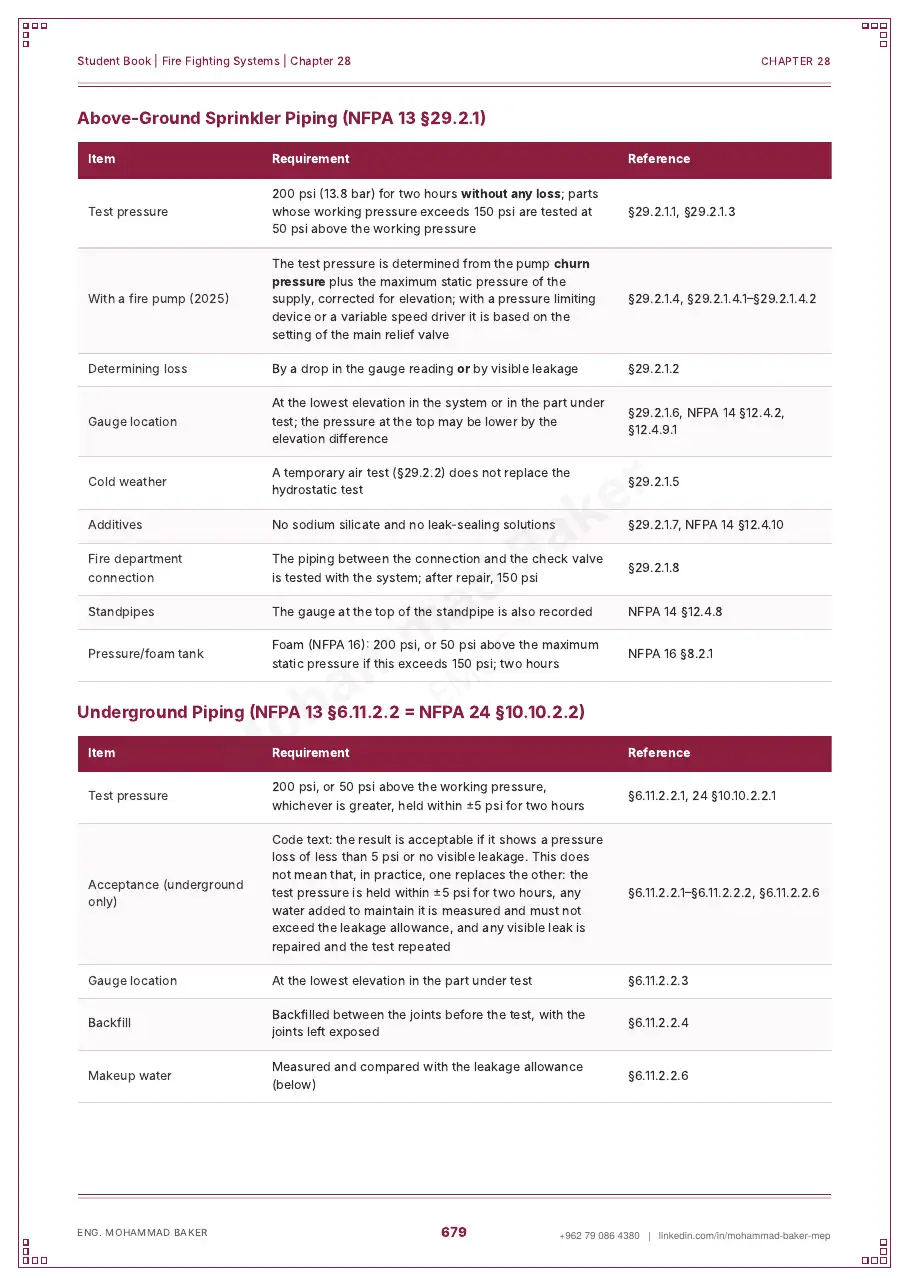 Student Book | Fire Fighting Systems | Chapter 28
CHAPTER 28
Above-Ground Sprinkler Piping (NFPA 13 §29.2.1)
Item Requirement Reference
Test pressure
200 psi (13.8 bar) for two hours without any loss; parts
whose working pressure exceeds 150 psi are tested at
50 psi above the working pressure
§29.2.1.1, §29.2.1.3
With a fire pump (2025)
The test pressure is determined from the pump churn
pressure plus the maximum static pressure of the
supply, corrected for elevation; with a pressure limiting
device or a variable speed driver it is based on the
setting of the main relief valve
§29.2.1.4, §29.2.1.4.1–§29.2.1.4.2
Determining loss
By a drop in the gauge reading or by visible leakage
§29.2.1.2
Gauge location
At the lowest elevation in the system or in the part under
test; the pressure at the top may be lower by the
elevation difference
§29.2.1.6, NFPA 14 §12.4.2,
§12.4.9.1
Cold weather
A temporary air test (§29.2.2) does not replace the
hydrostatic test
§29.2.1.5
Additives
No sodium silicate and no leak-sealing solutions
§29.2.1.7, NFPA 14 §12.4.10
Fire department
connection
The piping between the connection and the check valve
is tested with the system; after repair, 150 psi
§29.2.1.8
Standpipes
The gauge at the top of the standpipe is also recorded
NFPA 14 §12.4.8
Pressure/foam tank
Foam (NFPA 16): 200 psi, or 50 psi above the maximum
static pressure if this exceeds 150 psi; two hours
NFPA 16 §8.2.1
Underground Piping (NFPA 13 §6.11.2.2 = NFPA 24 §10.10.2.2)
Item Requirement Reference
Test pressure
200 psi, or 50 psi above the working pressure,
whichever is greater, held within ±5 psi for two hours
§6.11.2.2.1, 24 §10.10.2.2.1
Acceptance (underground
only)
Code text: the result is acceptable if it shows a pressure
loss of less than 5 psi or no visible leakage. This does
not mean that, in practice, one replaces the other: the
test pressure is held within ±5 psi for two hours, any
water added to maintain it is measured and must not
exceed the leakage allowance, and any visible leak is
repaired and the test repeated
§6.11.2.2.1–§6.11.2.2.2, §6.11.2.2.6
Gauge location
At the lowest elevation in the part under test
§6.11.2.2.3
Backfill
Backfilled between the joints before the test, with the
joints left exposed
§6.11.2.2.4
Makeup water
Measured and compared with the leakage allowance
(below)
§6.11.2.2.6
ENG. MOHAMMAD BAKER
679
+962 79 086 4380 | linkedin.com/in/mohammad-baker-mep